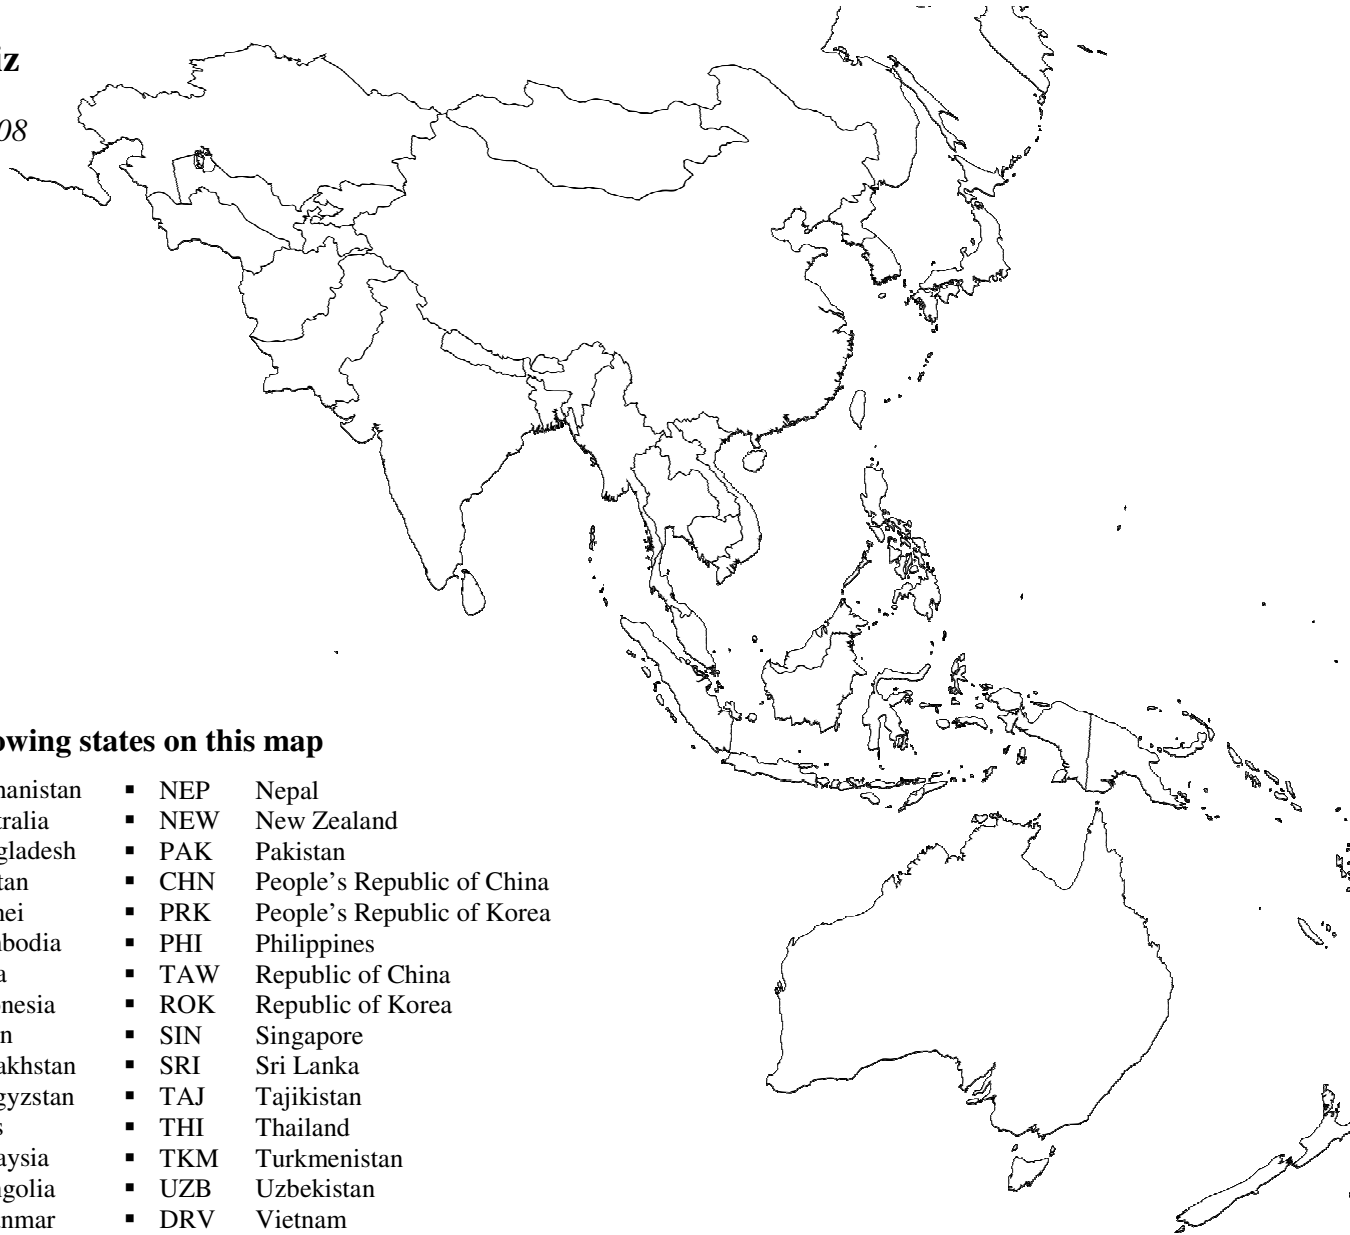 iz
08
owing states on this map
hanistan ▪ NEP Nepal
tralia ▪ NEW New Zealand
gladesh ▪ PAK Pakistan
tan ▪ CHN People's Republic of China
nei ▪ PRK People's Republic of Korea
bodia ▪ PHI Philippines
a ▪ TAW Republic of China
onesia ▪ ROK Republic of Korea
n ▪ SIN Singapore
akhstan ▪ SRI Sri Lanka
gyzstan ▪ TAJ Tajikistan
s ▪ THI Thailand
aysia ▪ TKM Turkmenistan
ngolia ▪ UZB Uzbekistan
nmar ▪ DRV Vietnam